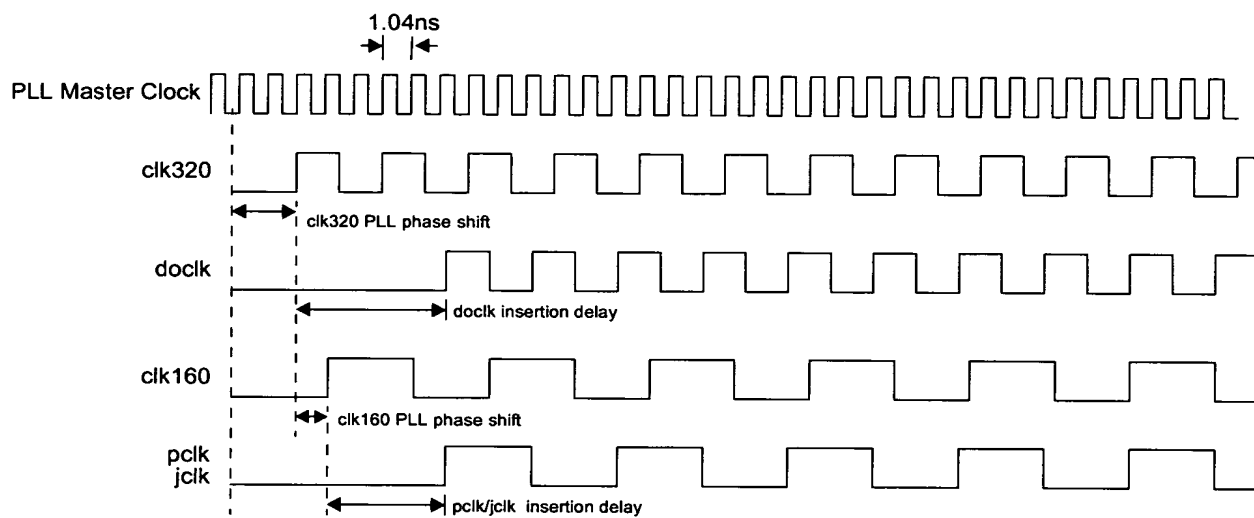 1.04ns
PLL Master Clock
clk320
clk320 PLL phase shift
doclk
doclk insertion delay
clk160
clk160 PLL phase shift
pclk
jclk
pclk/jclk insertion delay